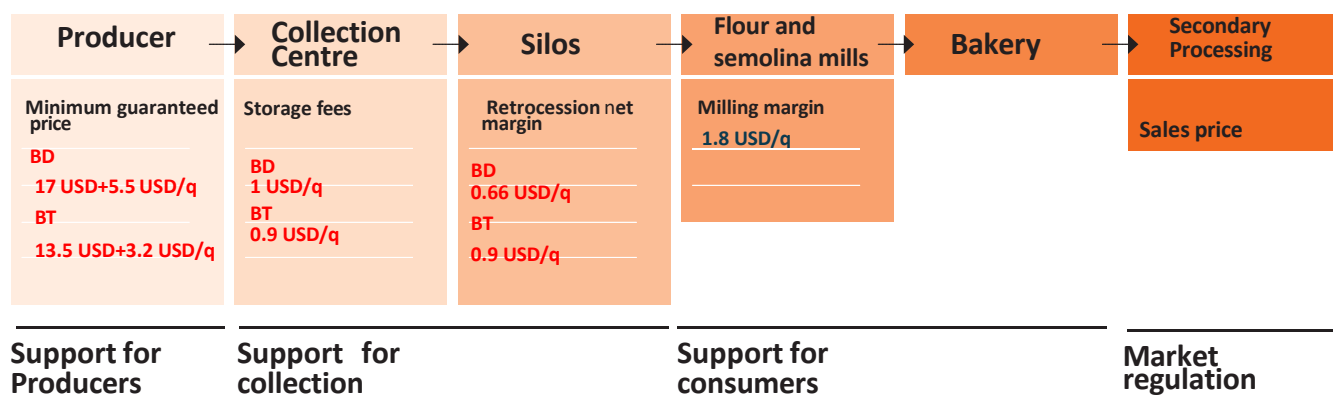 Producer
Collection
Centre
Silos
Flour and
semolina mills
Bakery
Secondary
Processing
Minimum guaranteed
price
BD
17 USD+5.5 USD/q
BT
13.5 USD+3.2 USD/q
Storage fees
BD
1 USD/q
BT
0.9 USD/q
Retrocession net
margin
BD
0.66 USD/q
BT
0.9 USD/q
Milling margin
1.8 USD/q
Sales price
Support for
Producers
Support for
collection
Support for
consumers
Market
regulation